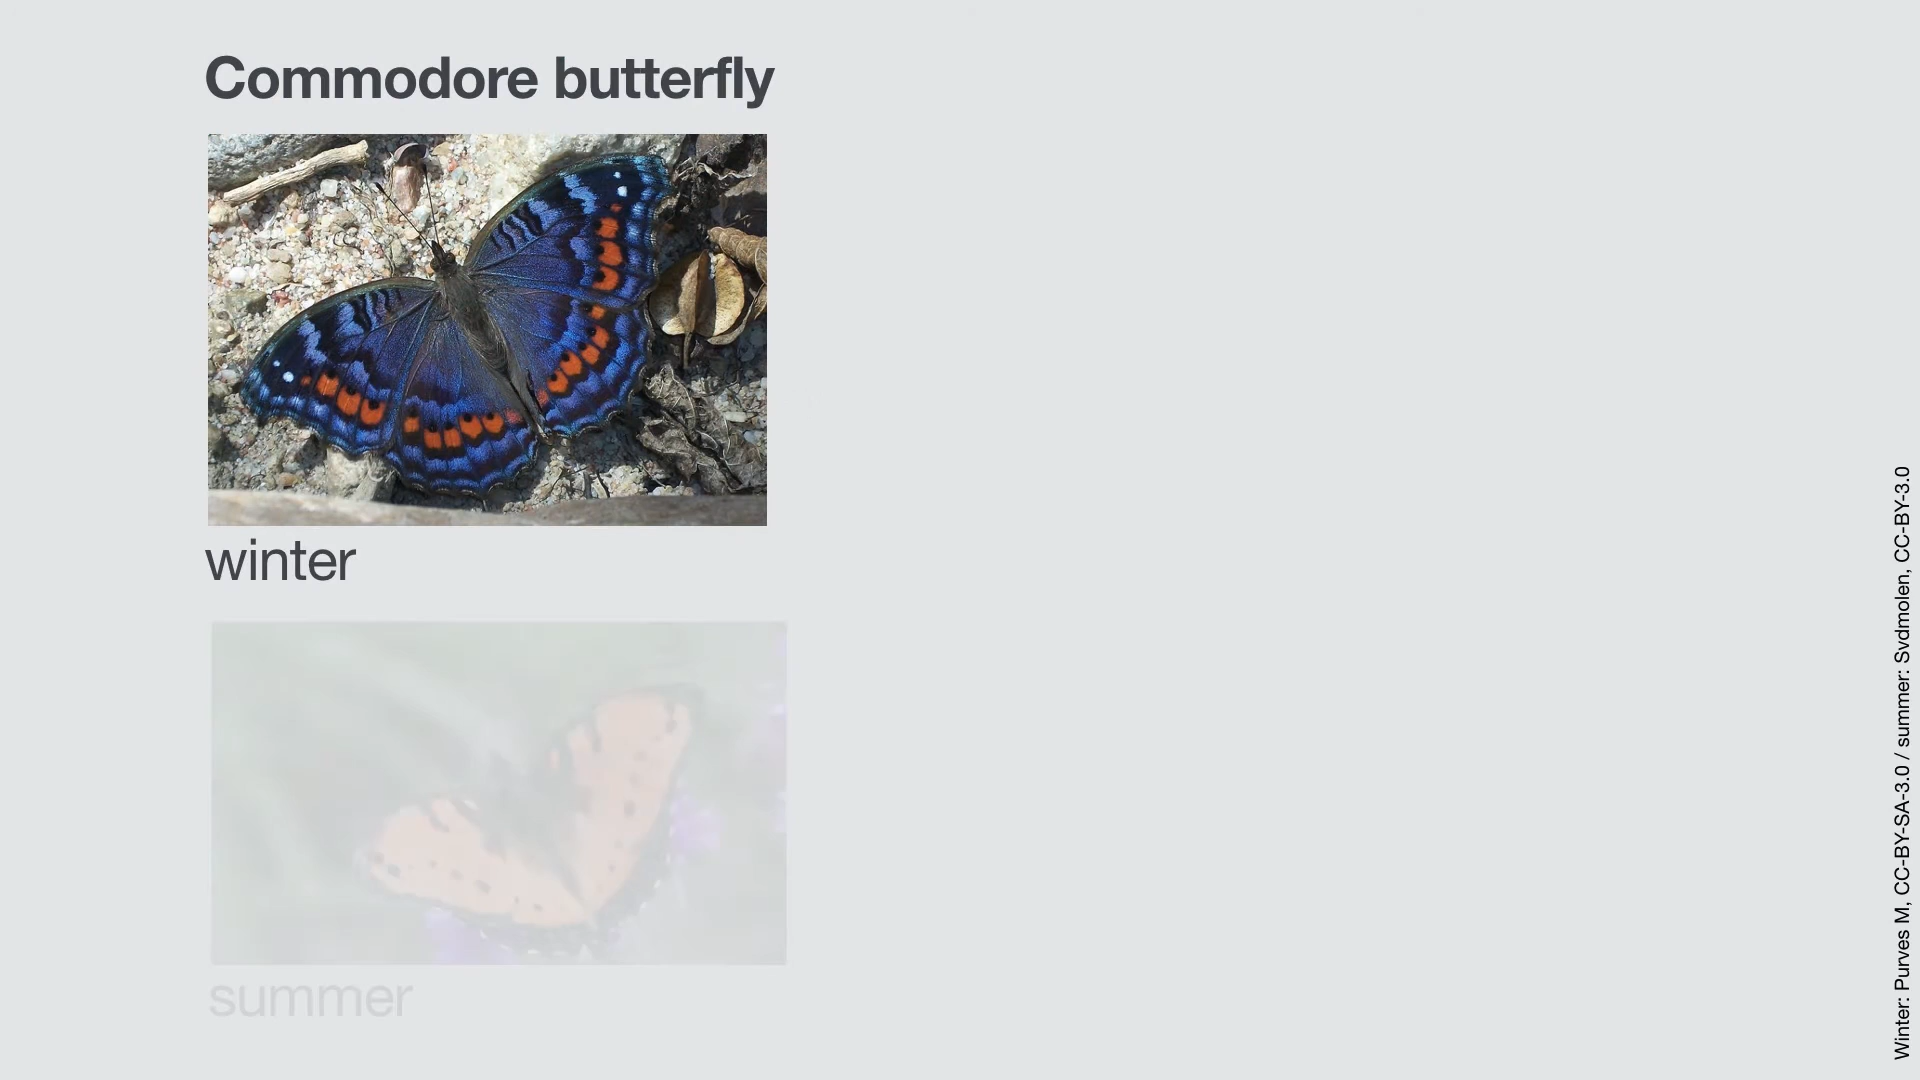 Commodore butterfly
winter
summer
Winter: Purves M, CC-BY-SA-3.0 / summer: Svdmolen, CC-BY-3.0